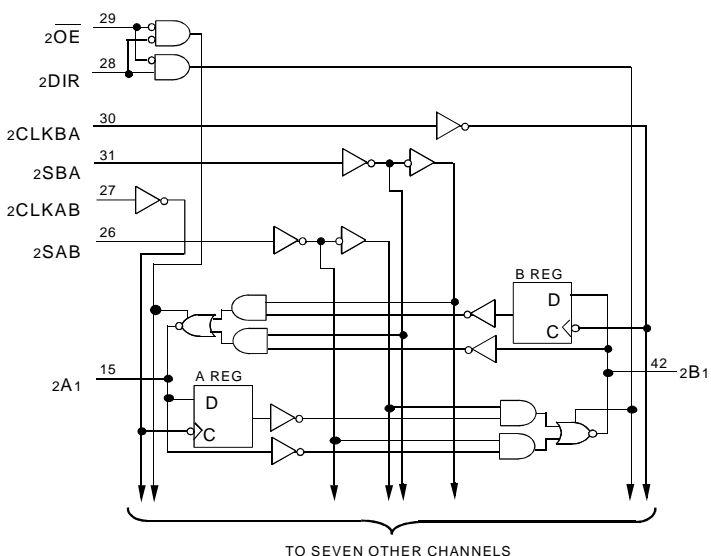 29
2OE
28
2DIR
30
2CLKBA
31
2SBA
27
2CLKAB
26
2SAB
B REG
D
C
15
2A1
42
2B1
A REG
D
C
TO SEVEN OTHER CHANNELS